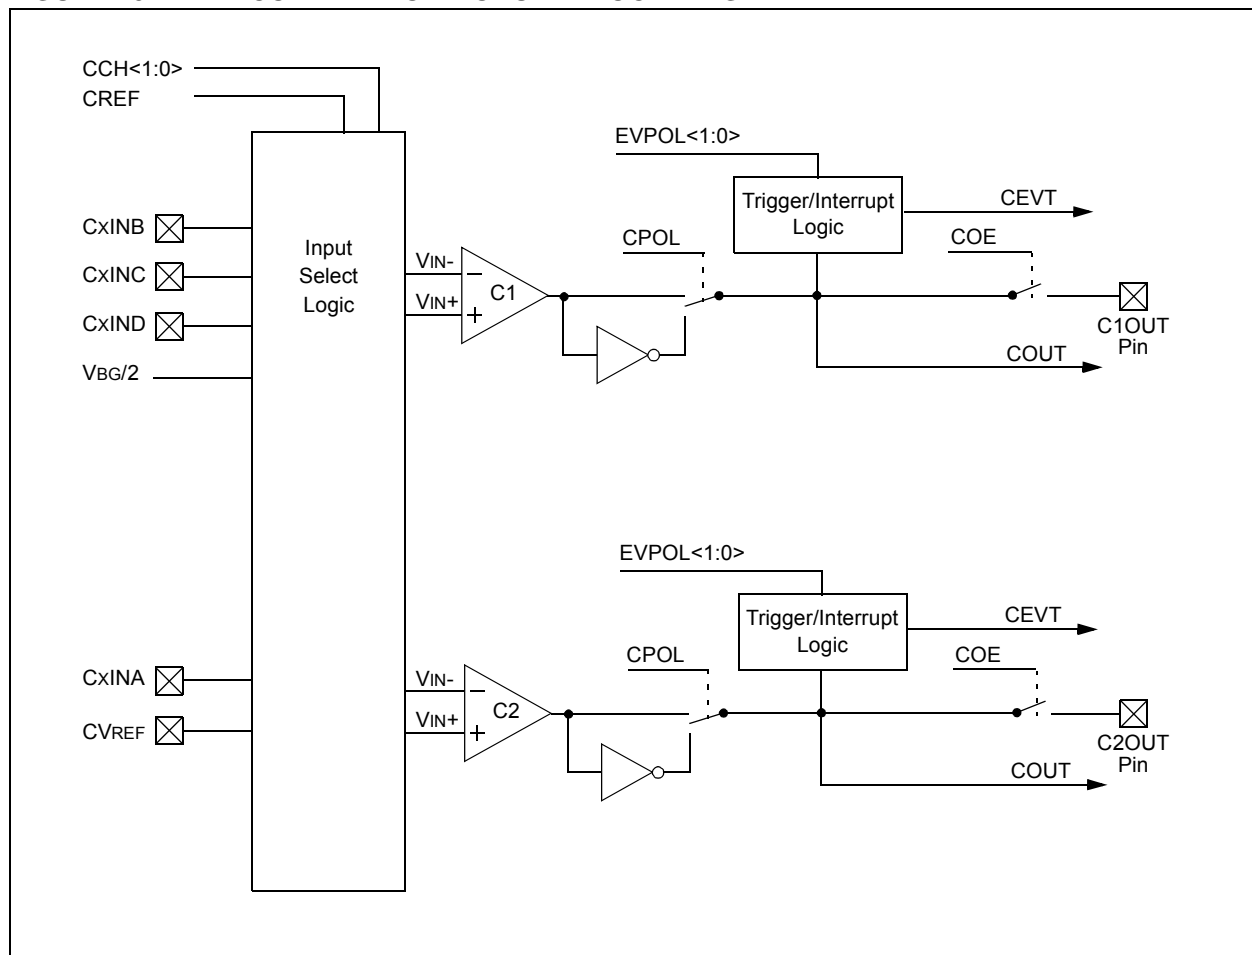 CCH<1:0>
CREF
EVPOL<1:0>
Trigger/Interrupt
Logic
CEVT
CXINB
Input
Select
Logic
CPOL
COE
VIN-
CXINC
C1
VIN+
CXIND
C1OUT
Pin
COUT
VBG/2
EVPOL<1:0>
Trigger/Interrupt
Logic
CEVT
CPOL
COE
CXINA
VIN-
C2
VIN+
CVREF
C2OUT
Pin
COUT